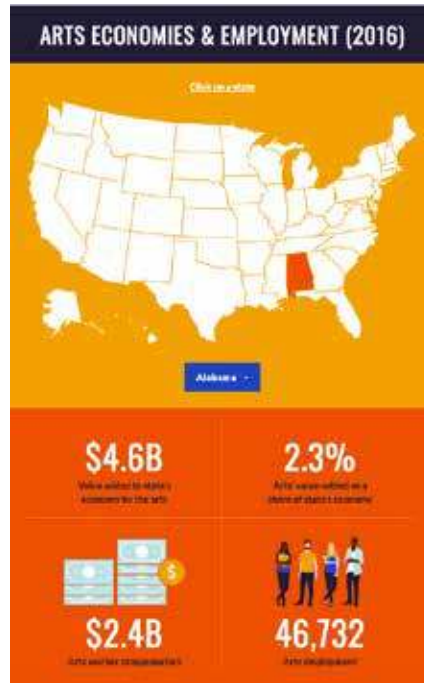 ARTS ECONOMIES & EMPLOYMENT (2016)
Click on a state
Alabama
$4.6B
Value added to state's
economy by the arts
2.3%
Arts' value-added as a
share of state's economy
$
$2.4B
Arts worker compensation
46,732
Arts employment